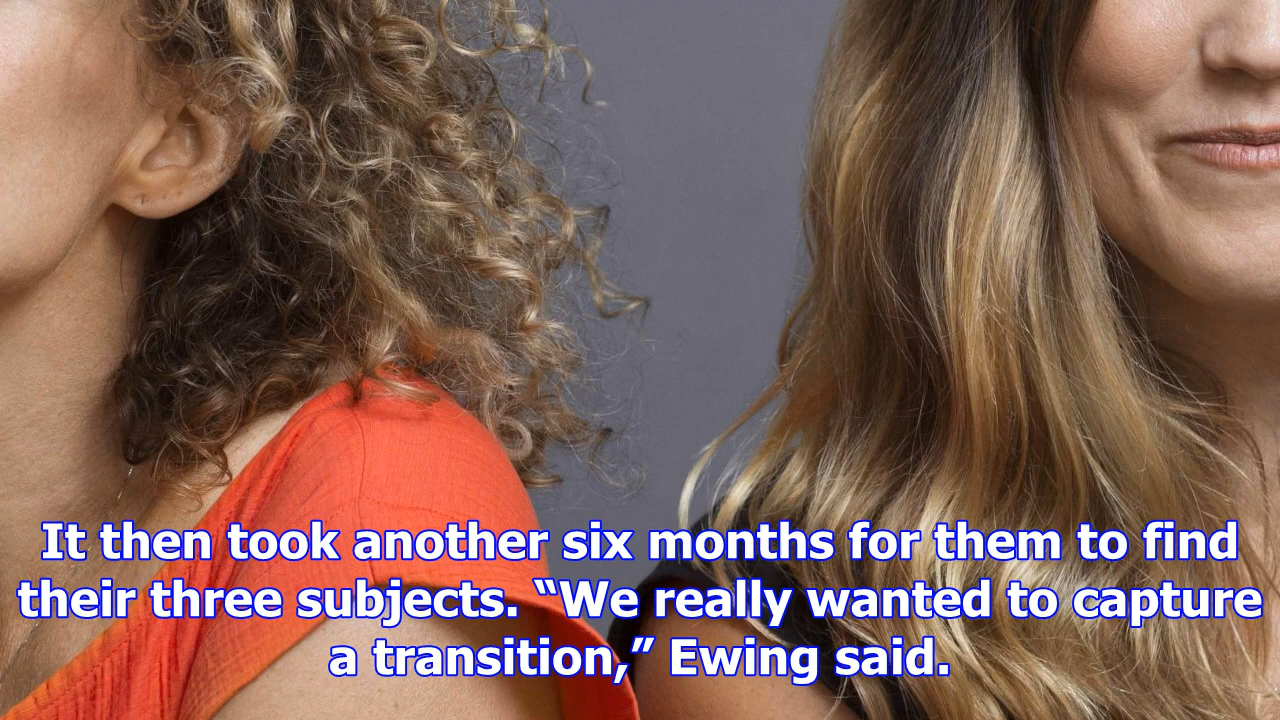 It then took another six months for them to find
their three subjects. “We really wanted to capture
a transition,” Ewing said.